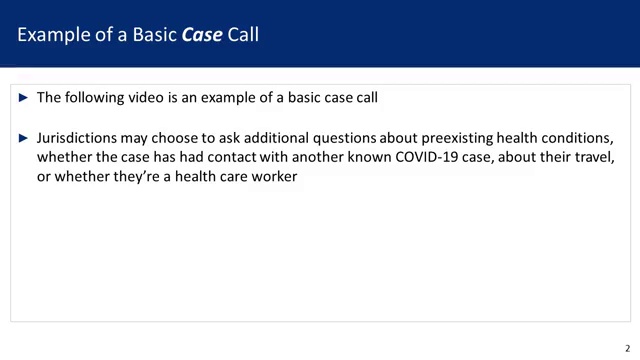 Example of a Basic Case Call
► The following video is an example of a basic case call
► Jurisdictions may choose to ask additional questions about preexisting health conditions,
whether the case has had contact with another known COVID-19 case, about their travel,
or whether they’re a health care worker
2